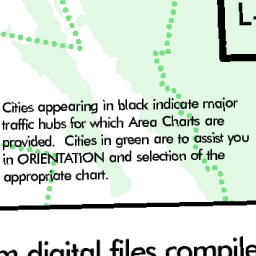 L-
Cities appearing in black indicate major
traffic hubs for which Area Charts are
provided. Cities in green are to assist you
in ORIENTATION and selection of the
appropriate chart.
m digital files compile